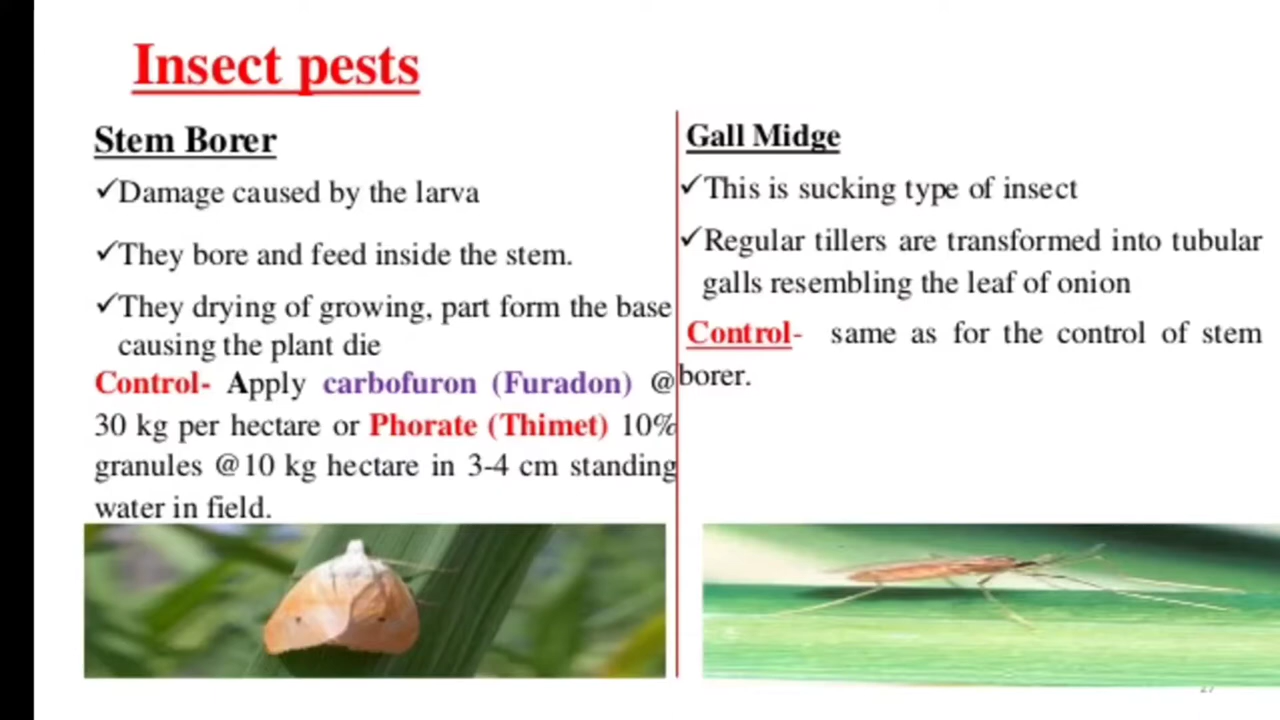 Insect pests
Stem Borer
✓Damage caused by the larva
✓They bore and feed inside the stem.
✓They drying of growing, part form the base
causing the plant die
Control- Apply carbofuron (Furadon) @
30 kg per hectare or Phorate (Thimet) 10%
granules @10 kg hectare in 3-4 cm standing
water in field.
Gall Midge
✓This is sucking type of insect
✓Regular tillers are transformed into tubular
galls resembling the leaf of onion
Control- same as for the control of stem
borer.